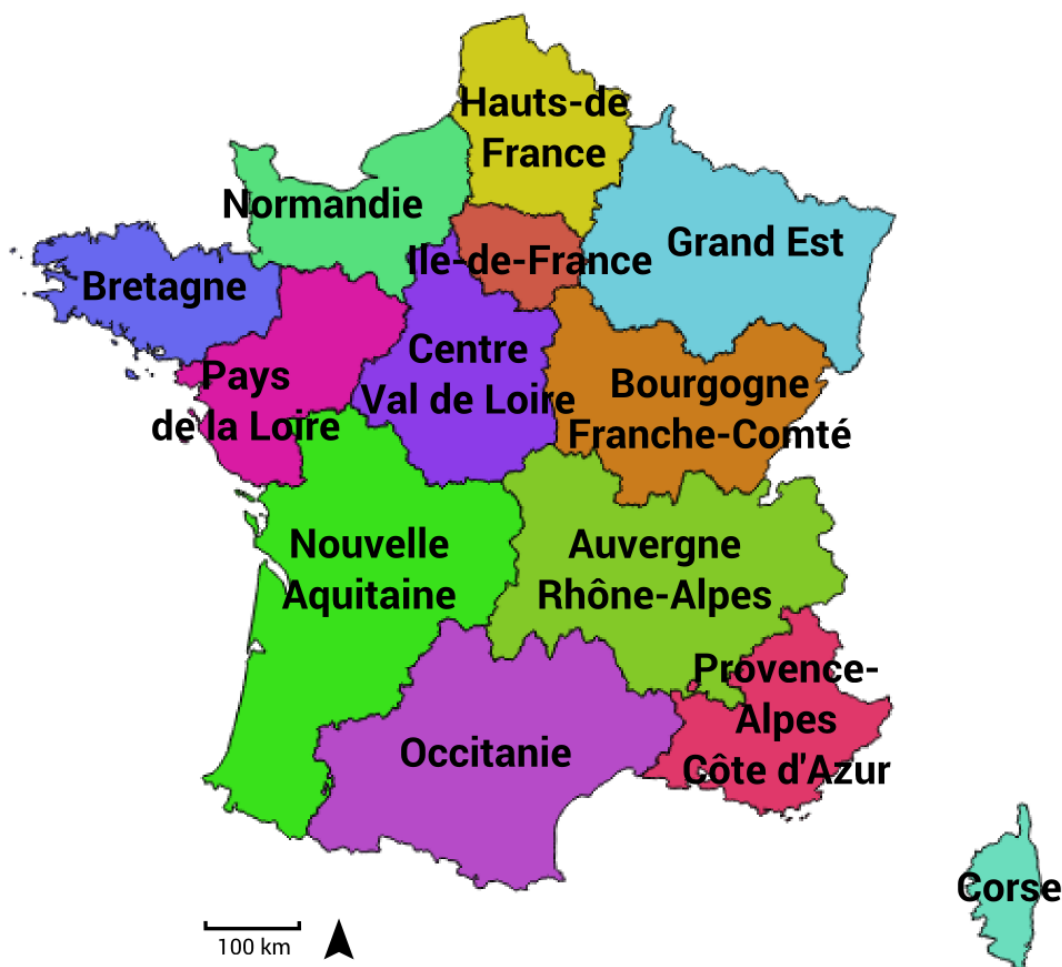 Hauts-de
France
Normandie
Ile-de-France
Grand Est
Bretagne
Centre
Val de Loire
Pays
de la Loire
Bourgogne
Franche-Comté
Nouvelle
Aquitaine
Auvergne
Rhône-Alpes
Provence-
Alpes
Côte d'Azur
Occitanie
Corse
100 km